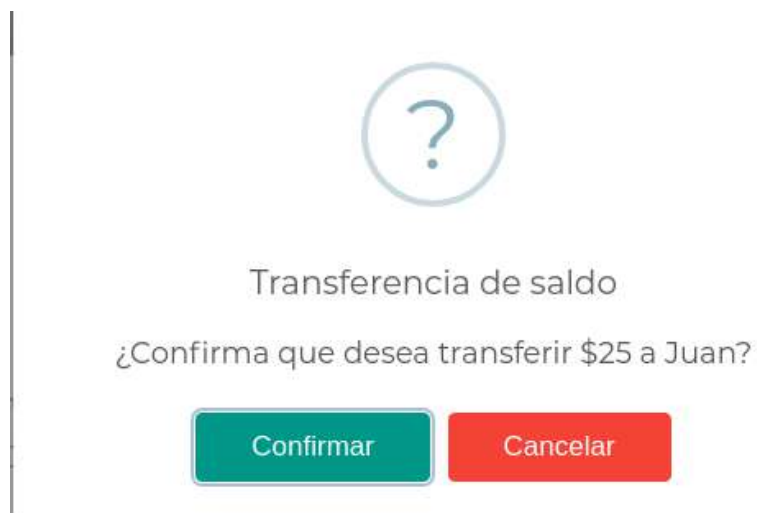 ?
Transferencia de saldo
¿Confirma que desea transferir $25 a Juan?
Confirmar Cancelar